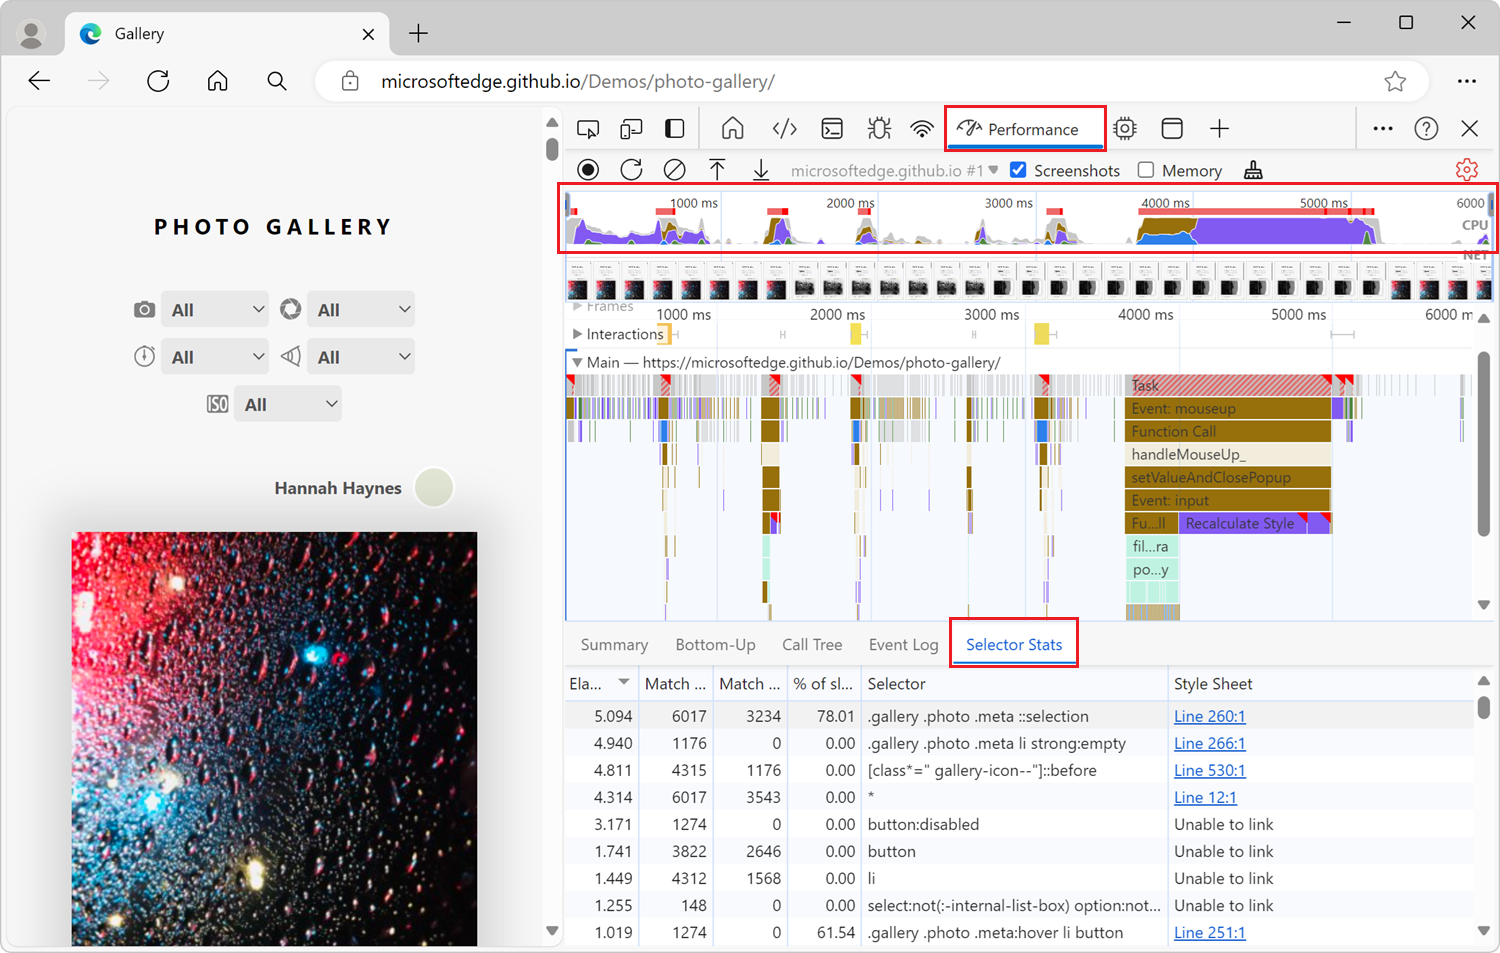 Gallery
microsoftedge.github.io/Demos/photo-gallery/
PHOTO GALLERY
All All
All All
ISO All
Hannah Haynes
Performance
microsoftedge.github.io #1 Screenshots Memory
1000 ms 2000 ms 3000 ms 4000 ms 5000 ms 6000
CPU
NET
Frames
1000 ms 2000 ms 3000 ms 4000 ms 5000 ms 6000 m
Interactions
Main — https://microsoftedge.github.io/Demos/photo-gallery/
Task
Event: mouseup
Function Call
handleMouseUp_
setValueAndClosePopup
Event: input
Fu...ll Recalculate Style
fil...ra
po...y
Summary Bottom-Up Call Tree Event Log Selector Stats
Ela... Match ... Match ... % of sl... Selector Style Sheet
5.094 6017 3234 78.01 .gallery .photo .meta ::selection Line 260:1
4.940 1176 0 0.00 .gallery .photo .meta li strong:empty Line 266:1
4.811 4315 1176 0.00 [class*=" gallery-icon--"]::before Line 530:1
4.314 6017 3543 0.00 * Line 12:1
3.171 1274 0 0.00 button:disabled Unable to link
1.741 3822 2646 0.00 button Unable to link
1.449 4312 1568 0.00 li Unable to link
1.255 148 0 0.00 select:not(:-internal-list-box) option:not... Unable to link
1.019 1274 0 61.54 .gallery .photo .meta:hover li button Line 251:1